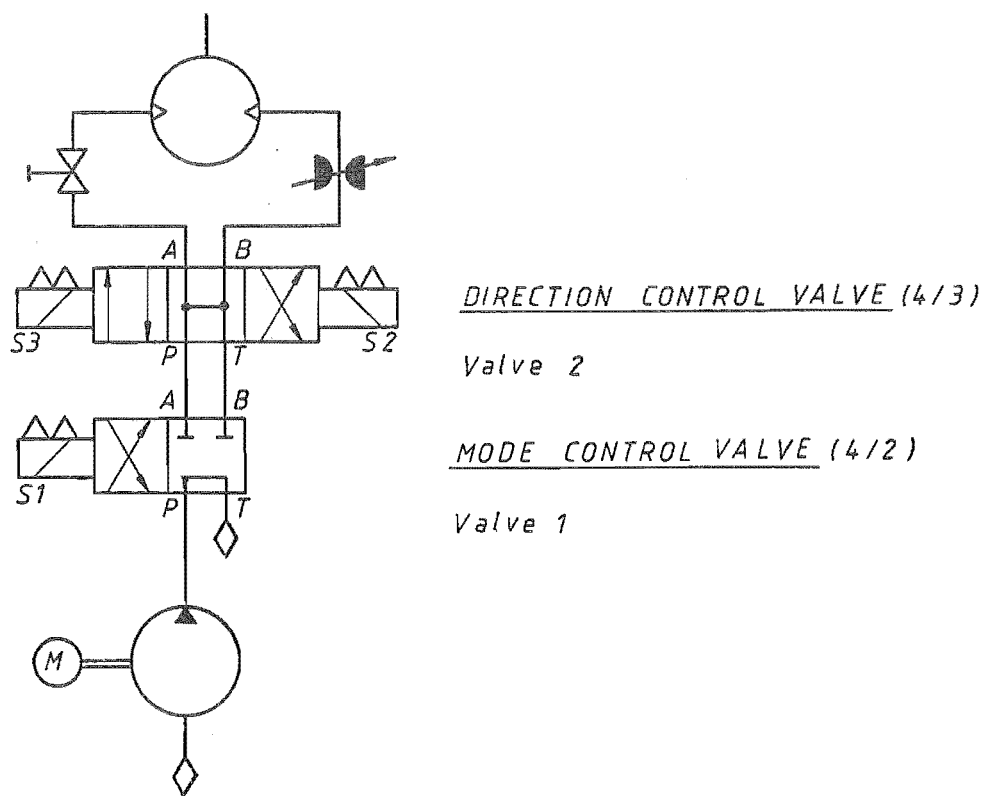 A B
S3
S2
P T
DIRECTION CONTROL VALVE (4/3)
Valve 2
A B
S1
P T
MODE CONTROL VALVE (4/2)
Valve 1
M